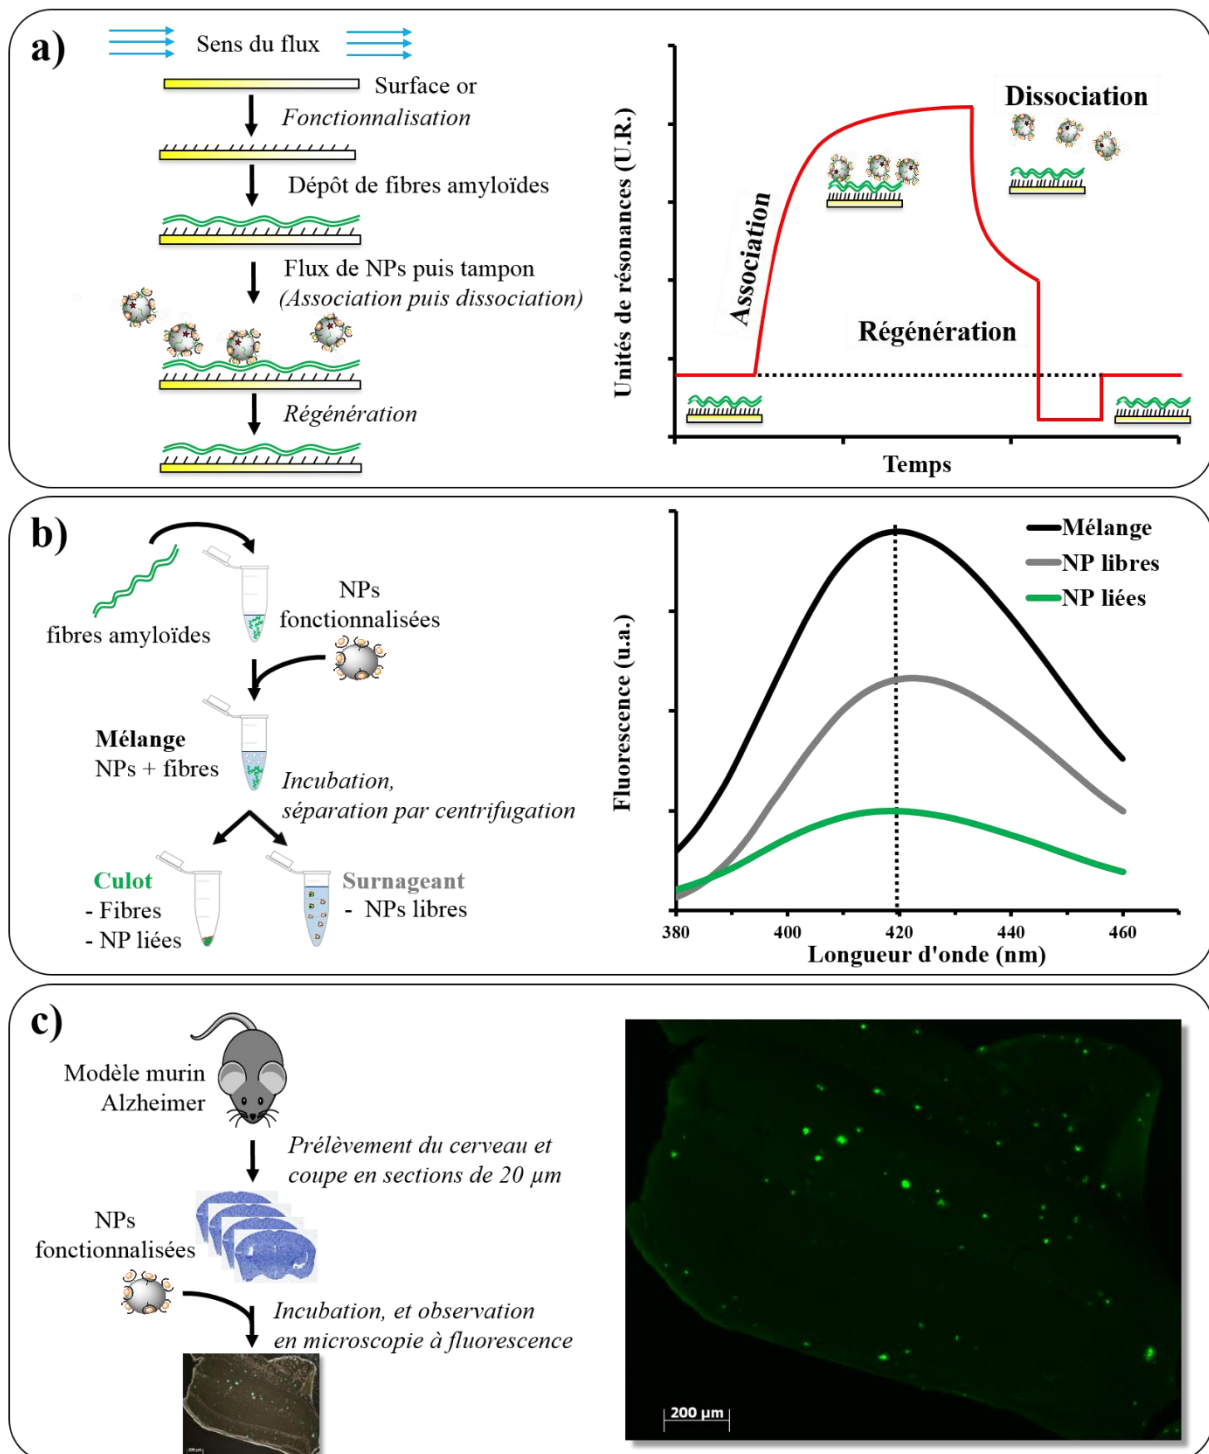 a)
Sens du flux
Surface or
Fonctionnalisation
Dépôt de fibres amyloïdes
Flux de NPs puis tampon
(Association puis dissociation)
Régénération
Unités de résonances (U.R.)
Association
Dissociation
Régénération
Temps
b)
fibres amyloïdes
NPs
fonctionnalisées
Mélange
NPs + fibres
Incubation,
séparation par centrifugation
Culot
- Fibres
- NP liées
Surnageant
- NPs libres
Fluorescence (u.a.)
Mélange
NP libres
NP liées
380 400 420 440 460
Longueur d'onde (nm)
c)
Modèle murin
Alzheimer
Prélèvement du cerveau et
coupe en sections de 20 µm
NPs
fonctionnalisées
Incubation, et observation
en microscopie à fluorescence
200 µm